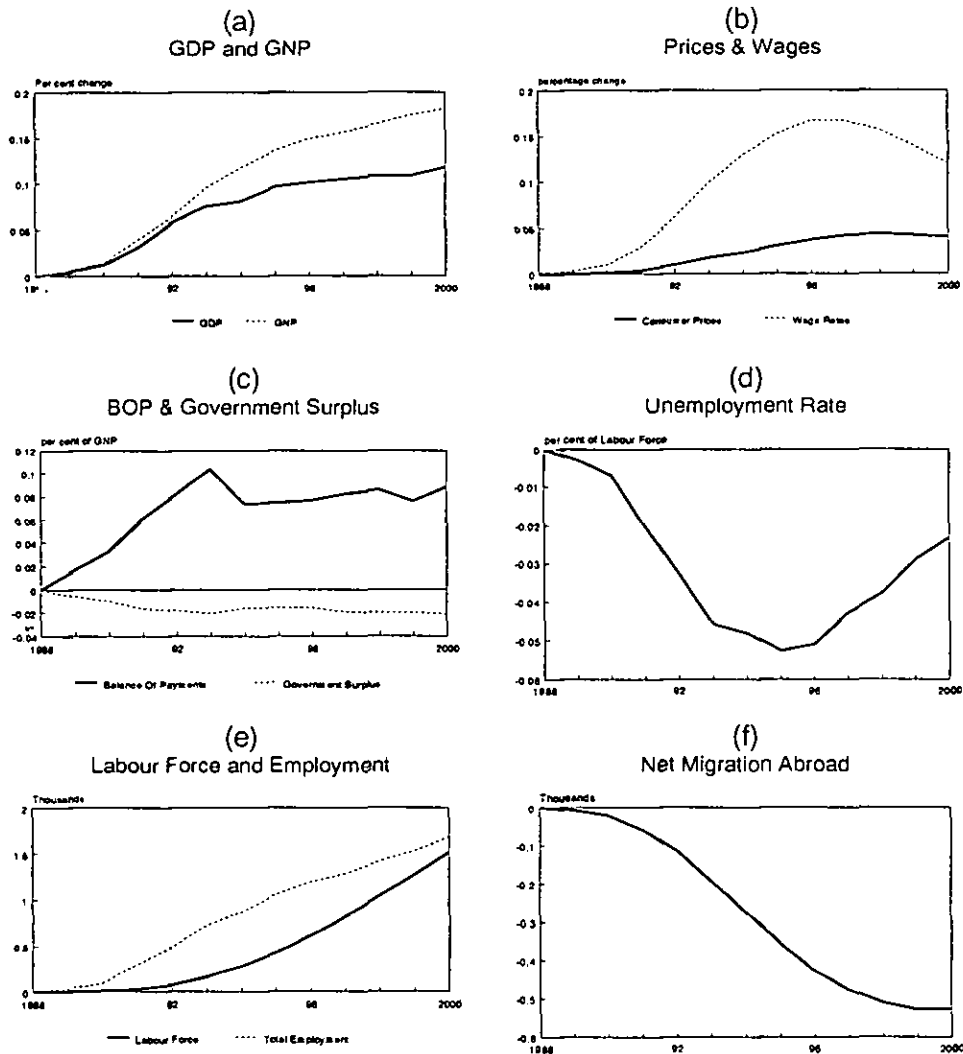 (a)
GDP and GNP
Per cent change
0.2
0.15
0.1
0.05
0
92
96
2000
GDP
GNP
(b)
Prices & Wages
percentage change
0.2
0.15
0.1
0.05
0
1988
92
96
2000
Consumer Prices
Wage Rates
(c)
BOP & Government Surplus
per cent of GNP
0.12
0.1
0.08
0.06
0.04
0.02
0
-0.02
-0.04
1988
92
96
2000
Balance Of Payments
Government Surplus
(d)
Unemployment Rate
per cent of Labour Force
0
-0.01
-0.02
-0.03
-0.04
-0.05
-0.06
1988
92
96
2000
(e)
Labour Force and Employment
Thousands
2
1.5
1
0.5
0
1988
92
96
2000
Labour Force
Total Employment
(f)
Net Migration Abroad
Thousands
0
-0.1
-0.2
-0.3
-0.4
-0.5
-0.6
1988
92
96
2000